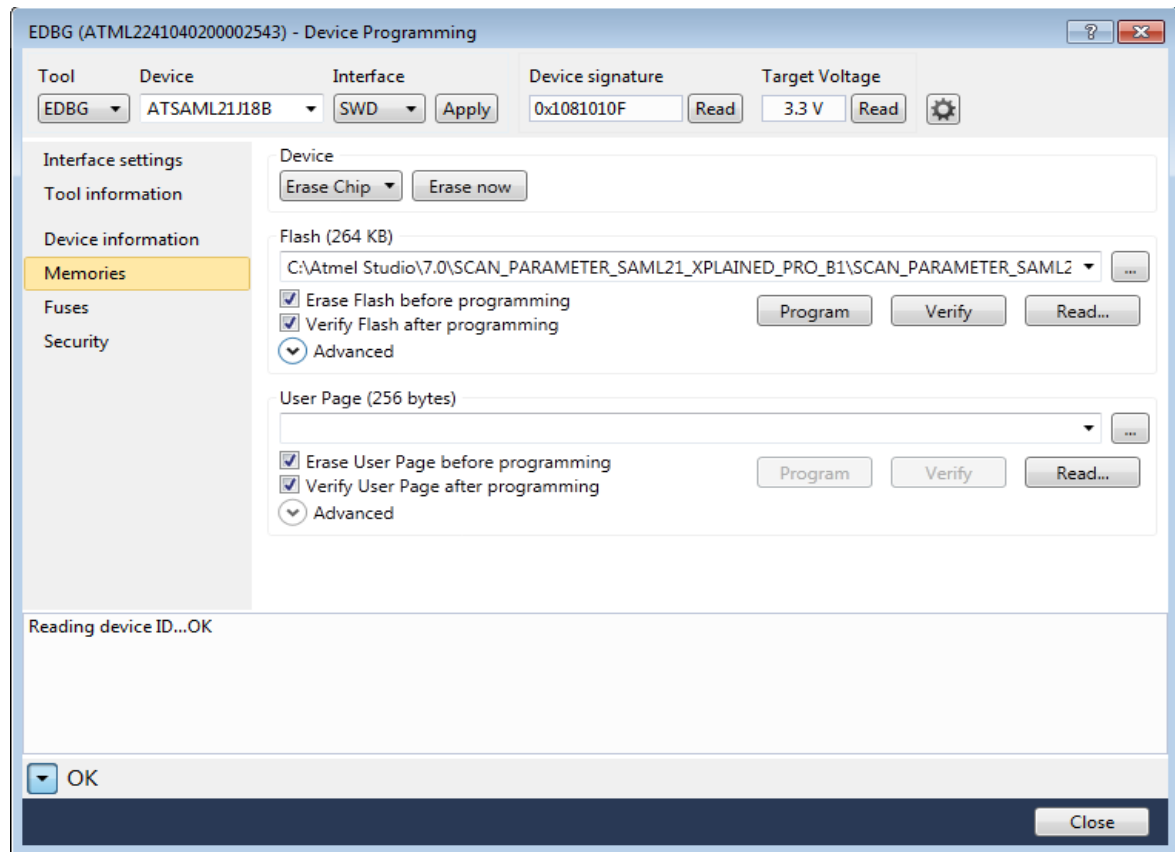 EDBG (ATML2241040200002543) - Device Programming
Tool Device Interface Device signature Target Voltage
EDBG ATSAML21J18B SWD Apply 0x1081010F Read 3.3 V Read
Interface settings
Tool information
Device information
Memories
Fuses
Security
Device
Erase Chip Erase now
Flash (264 KB)
C:\Atmel Studio\7.0\SCAN_PARAMETER_SAML21_XPLAINED_PRO_B1\SCAN_PARAMETER_SAML2 ...
Erase Flash before programming
Verify Flash after programming
Program Verify Read...
Advanced
User Page (256 bytes)
...
Erase User Page before programming
Verify User Page after programming
Program Verify Read...
Advanced
Reading device ID...OK
OK
Close